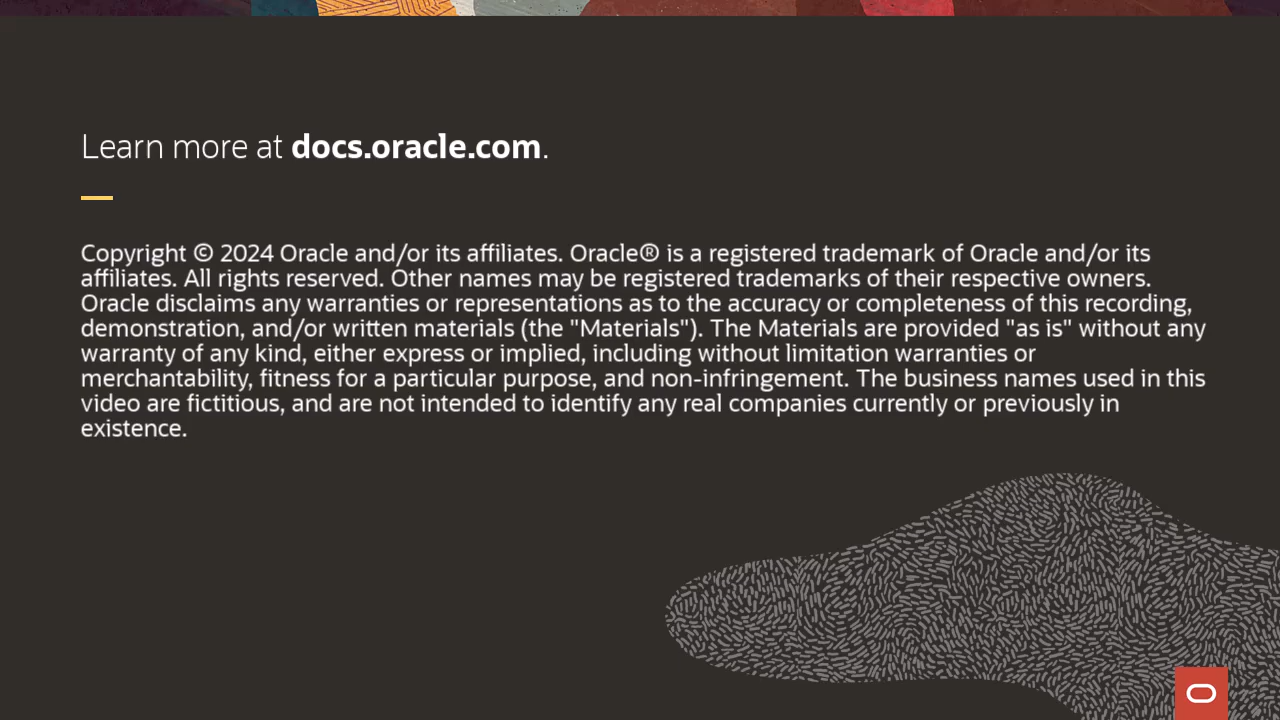 Learn more at docs.oracle.com.
Copyright © 2024 Oracle and/or its affiliates. Oracle® is a registered trademark of Oracle and/or its
affiliates. All rights reserved. Other names may be registered trademarks of their respective owners.
Oracle disclaims any warranties or representations as to the accuracy or completeness of this recording,
demonstration, and/or written materials (the "Materials"). The Materials are provided "as is" without any
warranty of any kind, either express or implied, including without limitation warranties or
merchantability, fitness for a particular purpose, and non-infringement. The business names used in this
video are fictitious, and are not intended to identify any real companies currently or previously in
existence.